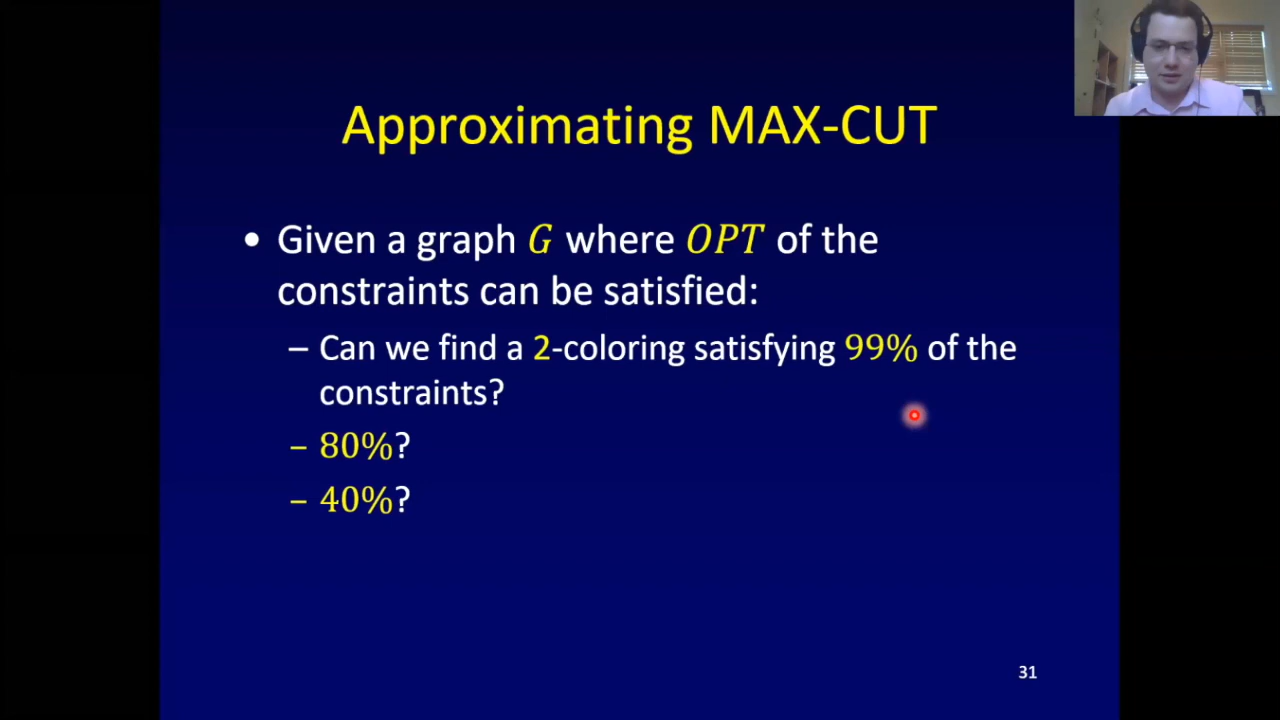 Approximating MAX-CUT
• Given a graph G where OPT of the
constraints can be satisfied:
– Can we find a 2-coloring satisfying 99% of the
constraints?
– 80%?
– 40%?
31